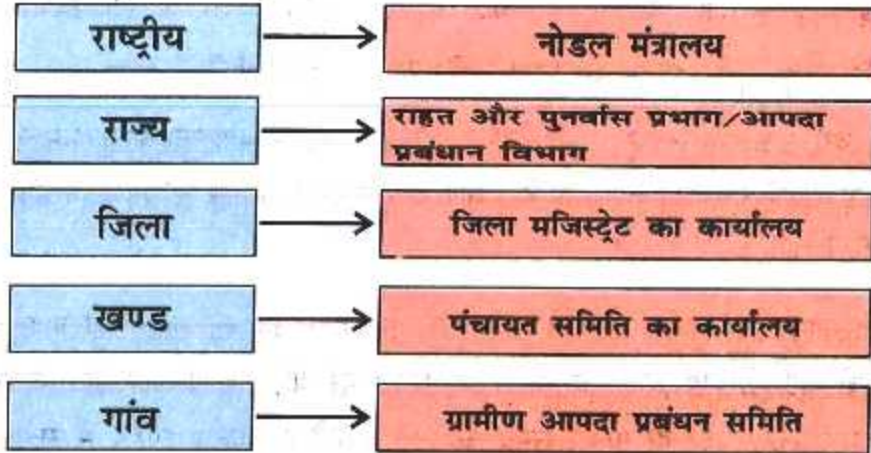 राष्ट्रीय
नोडल मंत्रालय
राज्य
राहत और पुनर्वास प्रभाग/आपदा
प्रबंधान विभाग
जिला
जिला मजिस्ट्रेट का कार्यालय
खण्ड
पंचायत समिति का कार्यालय
गांव
ग्रामीण आपदा प्रबंधन समिति